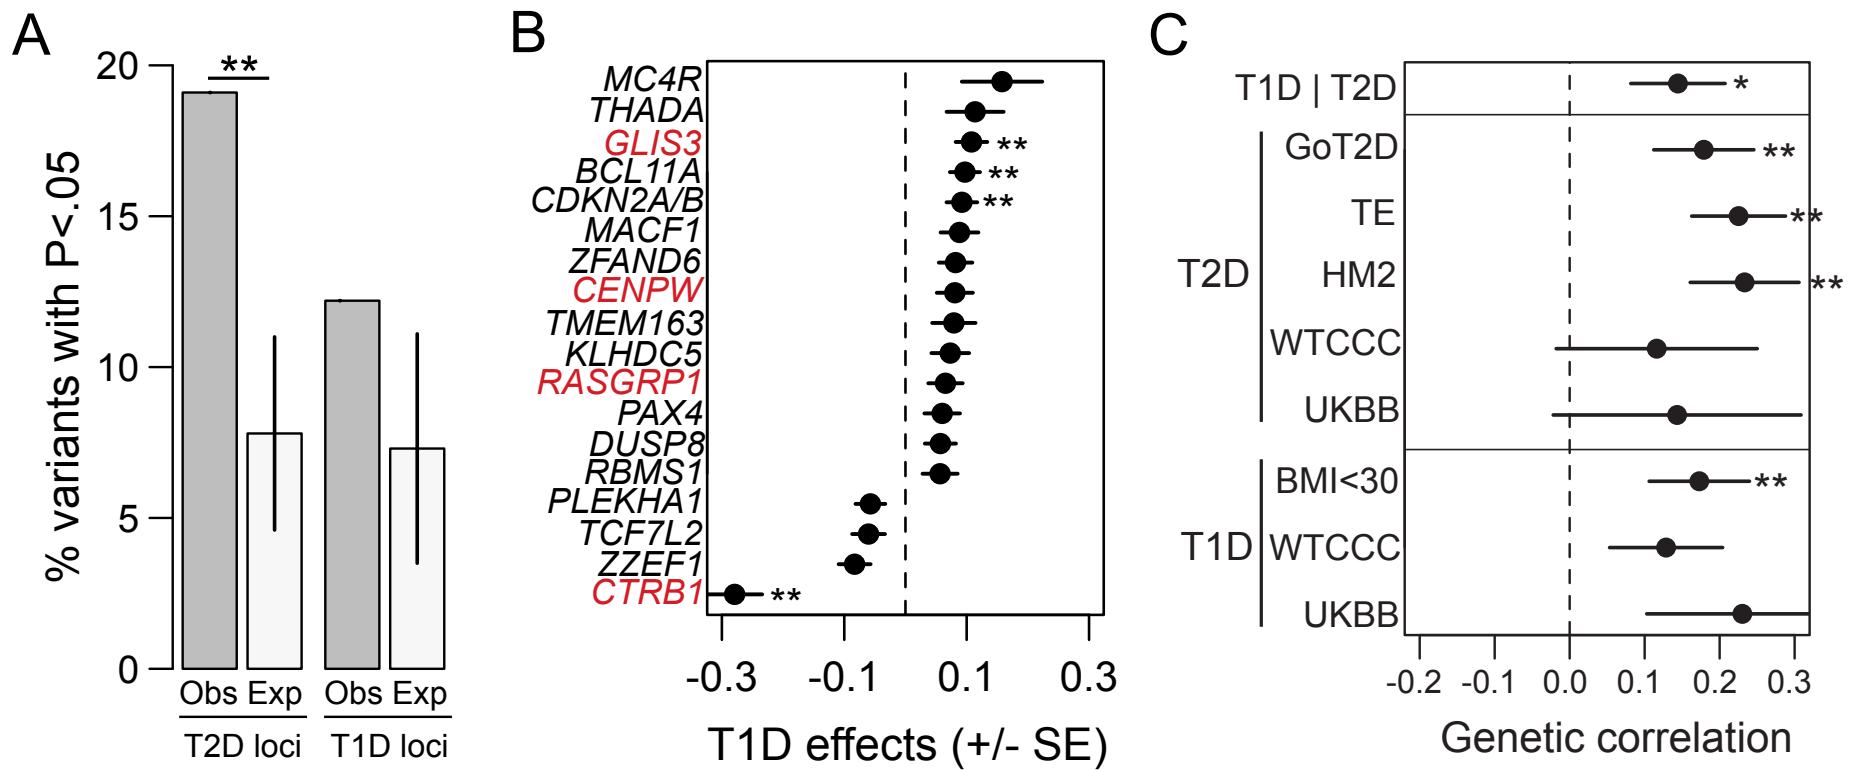 A
% variants with P<.05
20
15
10
5
0
**
Obs Exp Obs Exp
T2D loci T1D loci
B
MC4R
THADA
GLIS3 **
BCL11A **
CDKN2A/B **
MACF1
ZFAND6
CENPW
TMEM163
KLHDC5
RASGRP1
PAX4
DUSP8
RBMS1
PLEKHA1
TCF7L2
ZZEF1
CTRB1 **
-0.3 -0.1 0.1 0.3
T1D effects (+/- SE)
C
T1D | T2D *
T2D
GoT2D **
TE **
HM2 **
WTCCC
UKBB
T1D
BMI<30 **
WTCCC
UKBB
-0.2 -0.1 0.0 0.1 0.2 0.3
Genetic correlation